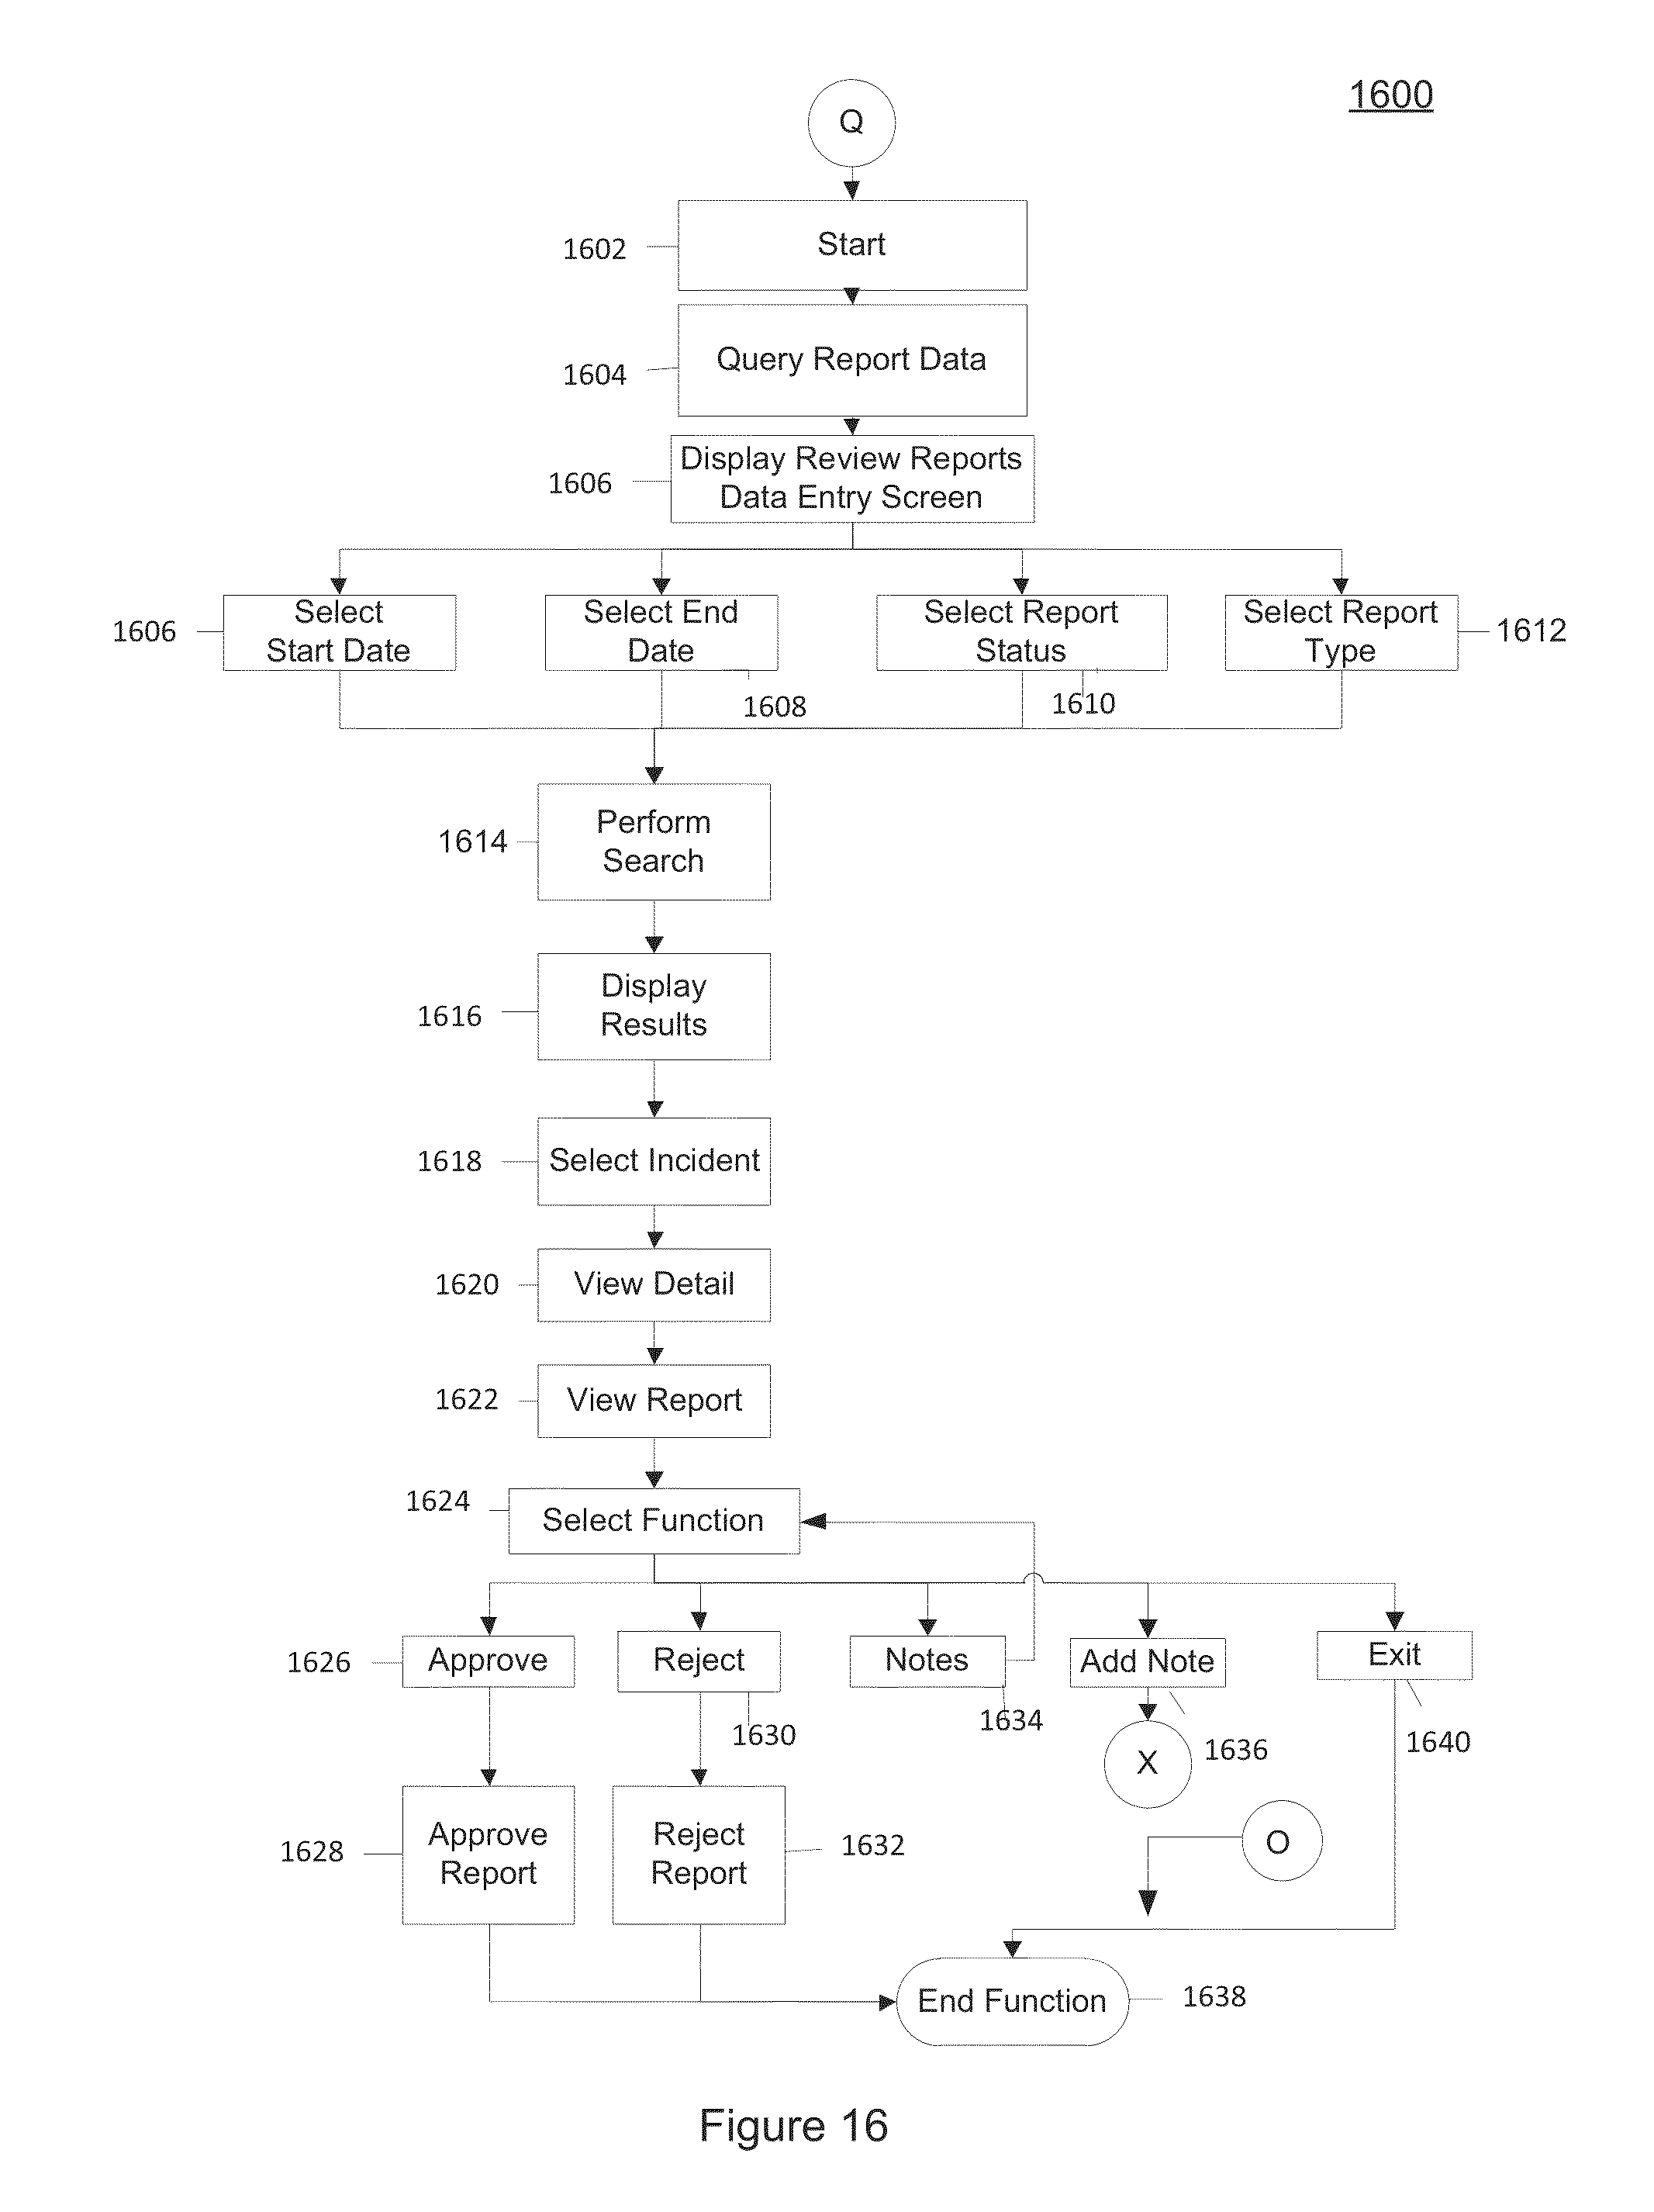 1600
Q
1602
Start
1604
Query Report Data
1606
Display Review Reports
Data Entry Screen
1606
Select
Start Date
Select End
Date
1608
Select Report
Status
1610
Select Report
Type
1612
1614
Perform
Search
1616
Display
Results
1618
Select Incident
1620
View Detail
1622
View Report
1624
Select Function
1626
Approve
Reject
1630
Notes
1634
Add Note
1636
Exit
1640
X
O
1628
Approve
Report
Reject
Report
1632
End Function
1638
Figure 16